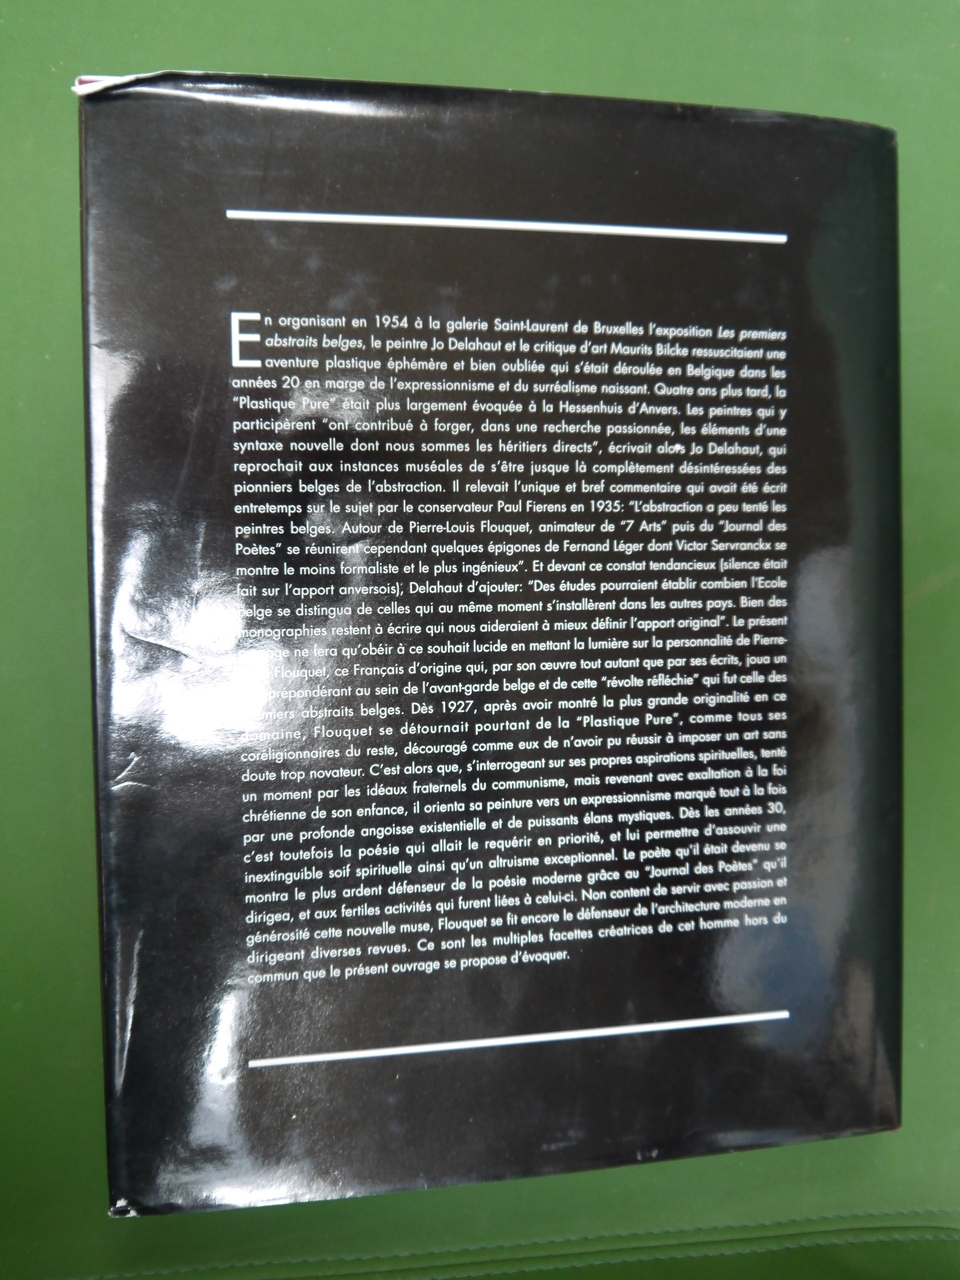 En organisant en 1954 à la galerie Saint-Laurent de Bruxelles l'exposition Les premiers
abstraits belges, le peintre Jo Delahaut et le critique d'art Maurits Bilcke ressuscitaient une
aventure plastique éphémère et bien oubliée qui s'était déroulée en Belgique dans les
années 20 en marge de l'expressionnisme et du surréalisme naissant. Quatre ans plus tard, la
"Plastique Pure" était plus largement évoquée à la Hessenhuis d'Anvers. Les peintres qui y
participèrent "ont contribué à forger, dans une recherche passionnée, les éléments d'une
syntaxe nouvelle dont nous sommes les héritiers directs", écrivait alors Jo Delahaut, qui
reprochait aux instances muséales de s'être jusque là complètement désintéressées des
pionniers belges de l'abstraction. Il relevait l'unique et bref commentaire qui avait été écrit
entretemps sur le sujet par le conservateur Paul Fierens en 1935: "L'abstraction a peu tenté les
peintres belges. Autour de Pierre-Louis Flouquet, animateur de "7 Arts" puis du "Journal des
Poètes" se réunirent cependant quelques épigones de Fernand Léger dont Victor Servranckx se
montre le moins formaliste et le plus ingénieux". Et devant ce constat tendancieux (silence était
fait sur l'apport anversois), Delahaut d'ajouter: "Des études pourraient établir combien l'Ecole
belge se distingua de celles qui au même moment s'installèrent dans les autres pays. Bien des
monographies restent à écrire qui nous aideraient à mieux définir l'apport original". Le présent
ne fera qu'obéir à ce souhait lucide en mettant la lumière sur la personnalité de Pierre-
Flouquet, ce Français d'origine qui, par son œuvre tout autant que par ses écrits, joua un
prépondérant au sein de l'avant-garde belge et de cette "révolte réfléchie" qui fut celle des
premiers abstraits belges. Dès 1927, après avoir montré la plus grande originalité en ce
domaine, Flouquet se détournait pourtant de la "Plastique Pure", comme tous ses
coréligionnaires du reste, découragé comme eux de n'avoir pu réussir à imposer un art sans
doute trop novateur. C'est alors que, s'interrogeant sur ses propres aspirations spirituelles, tenté
un moment par les idéaux fraternels du communisme, mais revenant avec exaltation à la foi
chrétienne de son enfance, il orienta sa peinture vers un expressionnisme marqué tout à la fois
par une profonde angoisse existentielle et de puissants élans mystiques. Dès les années 30,
c'est toutefois la poésie qui allait le requérir en priorité, et lui permettre d'assouvir une
inextinguible soif spirituelle ainsi qu'un altruisme exceptionnel. Le poète qu'il était devenu se
montra le plus ardent défenseur de la poésie moderne grâce au "Journal des Poètes" qu'il
dirigea, et aux fertiles activités qui furent liées à celui-ci. Non content de servir avec passion et
générosité cette nouvelle muse, Flouquet se fit encore le défenseur de l'architecture moderne en
dirigeant diverses revues. Ce sont les multiples facettes créatrices de cet homme hors du
commun que le présent ouvrage se propose d'évoquer.